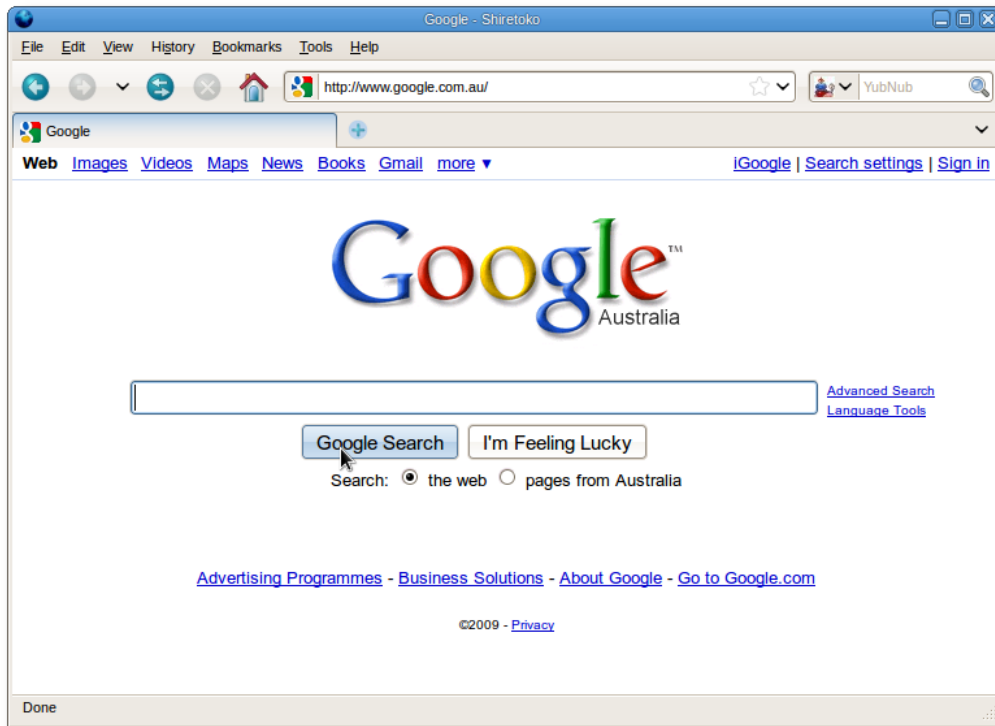 Google - Shiretoko
File Edit View History Bookmarks Tools Help
http://www.google.com.au/ YubNub
Google
Web Images Videos Maps News Books Gmail more ▼ iGoogle | Search settings | Sign in
Google™
Australia
Advanced Search
Language Tools
Google Search I'm Feeling Lucky
Search: the web pages from Australia
Advertising Programmes - Business Solutions - About Google - Go to Google.com
©2009 - Privacy
Done